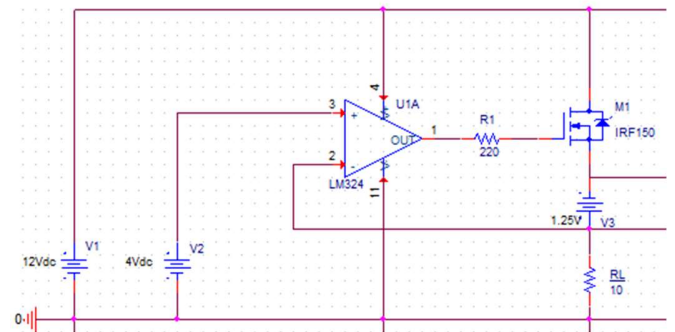 4
3
U1A
+
M1
R1
1
OUT
IRF150
2
220
-
LM324
11
1.25V
V3
V1
V2
12Vdc
4Vdc
RL
10
0